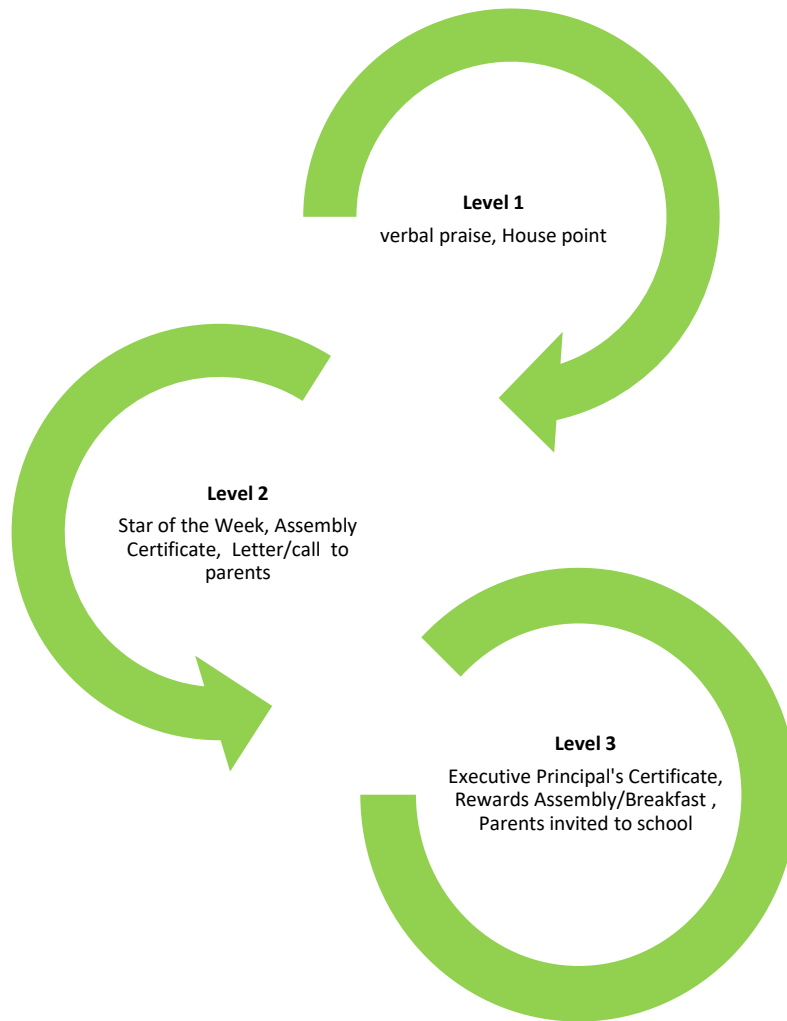 Level 1
verbal praise, House point
Level 2
Star of the Week, Assembly
Certificate,  Letter/call  to
parents
Level 3
Executive Principal's Certificate,
Rewards Assembly/Breakfast ,
Parents invited to school